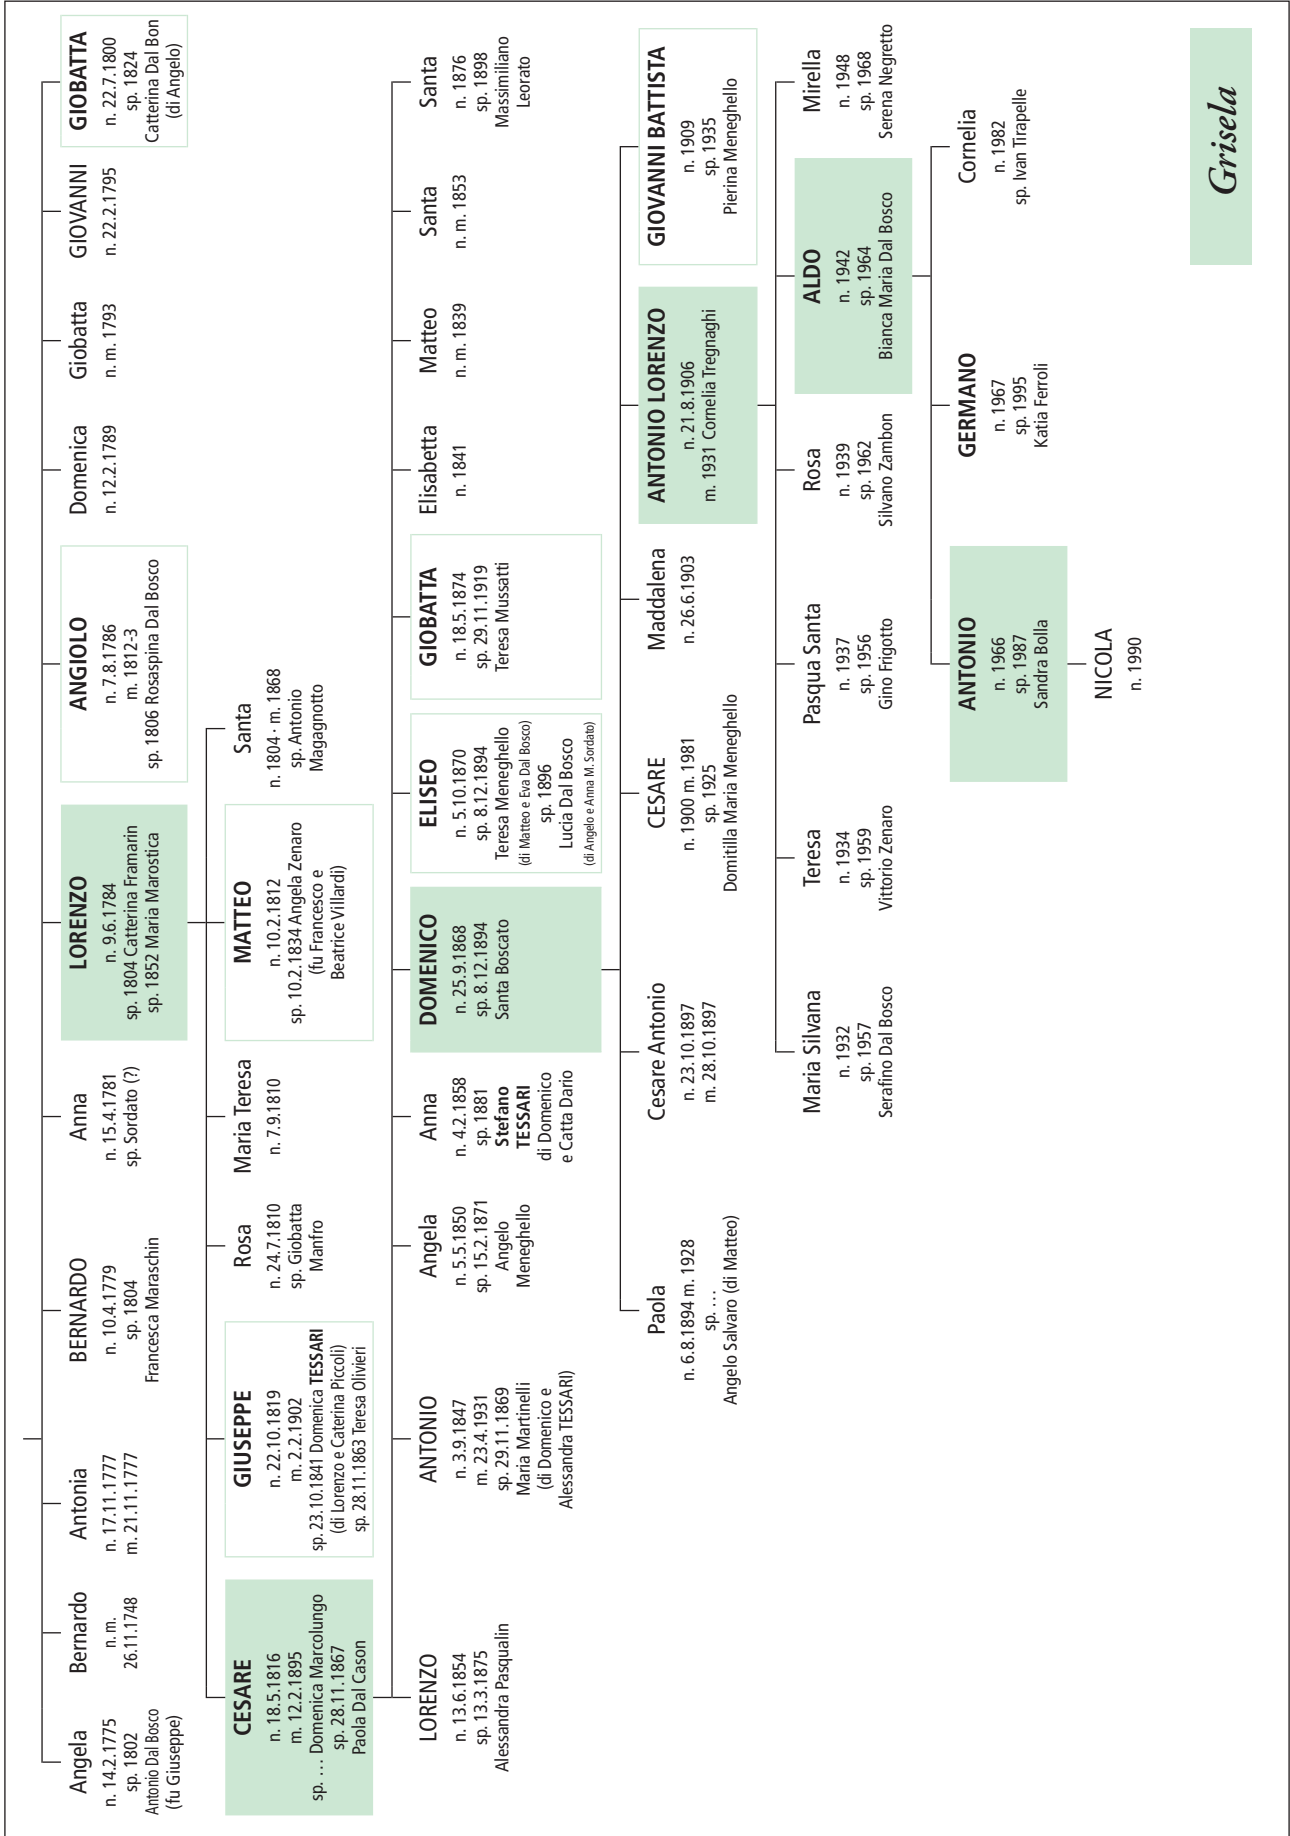 Angela
n. 14.2.1775
sp. 1802
Antonio Dal Bosco
(fu Giuseppe)
Bernardo
n. m.
26.11.1748
Antonia
n. 17.11.1777
m. 21.11.1777
BERNARDO
n. 10.4.1779
sp. 1804
Francesca Maraschin
Anna
n. 15.4.1781
sp. Sordato (?)
LORENZO
n. 9.6.1784
sp. 1804 Catterina Framarin
sp. 1852 Maria Marostica
ANGIOLO
n. 7.8.1786
m. 1812-3
sp. 1806 Rosaspina Dal Bosco
Domenica
n. 12.2.1789
Giobatta
n. m. 1793
GIOVANNI
n. 22.2.1795
GIOBATTA
n. 22.7.1800
sp. 1824
Catterina Dal Bon
(di Angelo)
CESARE
n. 18.5.1816
m. 12.2.1895
sp. … Domenica Marcolungo
sp. 28.11.1867
Paola Dal Cason
GIUSEPPE
n. 22.10.1819
m. 2.2.1902
sp. 23.10.1841 Domenica TESSARI
(di Lorenzo e Caterina Piccoli)
sp. 28.11.1863 Teresa Olivieri
Rosa
n. 24.7.1810
sp. Giobatta
Manfro
Maria Teresa
n. 7.9.1810
MATTEO
n. 10.2.1812
sp. 10.2.1834 Angela Zenaro
(fu Francesco e
Beatrice Villardi)
Santa
n. 1804 · m. 1868
sp. Antonio
Magagnotto
LORENZO
n. 13.6.1854
sp. 13.3.1875
Alessandra Pasqualin
ANTONIO
n. 3.9.1847
m. 23.4.1931
sp. 29.11.1869
Maria Martinelli
(di Domenico e
Alessandra TESSARI)
Angela
n. 5.5.1850
sp. 15.2.1871
Angelo
Meneghello
Anna
n. 4.2.1858
sp. 1881
Stefano
TESSARI
di Domenico
e Catta Dario
DOMENICO
n. 25.9.1868
sp. 8.12.1894
Santa Boscato
ELISEO
n. 5.10.1870
sp. 8.12.1894
Teresa Meneghello
(di Matteo e Eva Dal Bosco)
sp. 1896
Lucia Dal Bosco
(di Angelo e Anna M. Sordato)
GIOBATTA
n. 18.5.1874
sp. 29.11.1919
Teresa Mussatti
Elisabetta
n. 1841
Matteo
n. m. 1839
Santa
n. m. 1853
Santa
n. 1876
sp. 1898
Massimiliano
Leorato
Paola
n. 6.8.1894 m. 1928
sp. …
Angelo Salvaro (di Matteo)
Cesare Antonio
n. 23.10.1897
m. 28.10.1897
CESARE
n. 1900 m. 1981
sp. 1925
Domitilla Maria Meneghello
Maddalena
n. 26.6.1903
ANTONIO LORENZO
n. 21.8.1906
m. 1931 Cornelia Tregnaghi
GIOVANNI BATTISTA
n. 1909
sp. 1935
Pierina Meneghello
Maria Silvana
n. 1932
sp. 1957
Serafino Dal Bosco
Teresa
n. 1934
sp. 1959
Vittorio Zenaro
Pasqua Santa
n. 1937
sp. 1956
Gino Frigotto
Rosa
n. 1939
sp. 1962
Silvano Zambon
ALDO
n. 1942
sp. 1964
Bianca Maria Dal Bosco
Mirella
n. 1948
sp. 1968
Serena Negretto
ANTONIO
n. 1966
sp. 1987
Sandra Bolla
GERMANO
n. 1967
sp. 1995
Katia Ferroli
Cornelia
n. 1982
sp. Ivan Tirapelle
NICOLA
n. 1990
Grisela